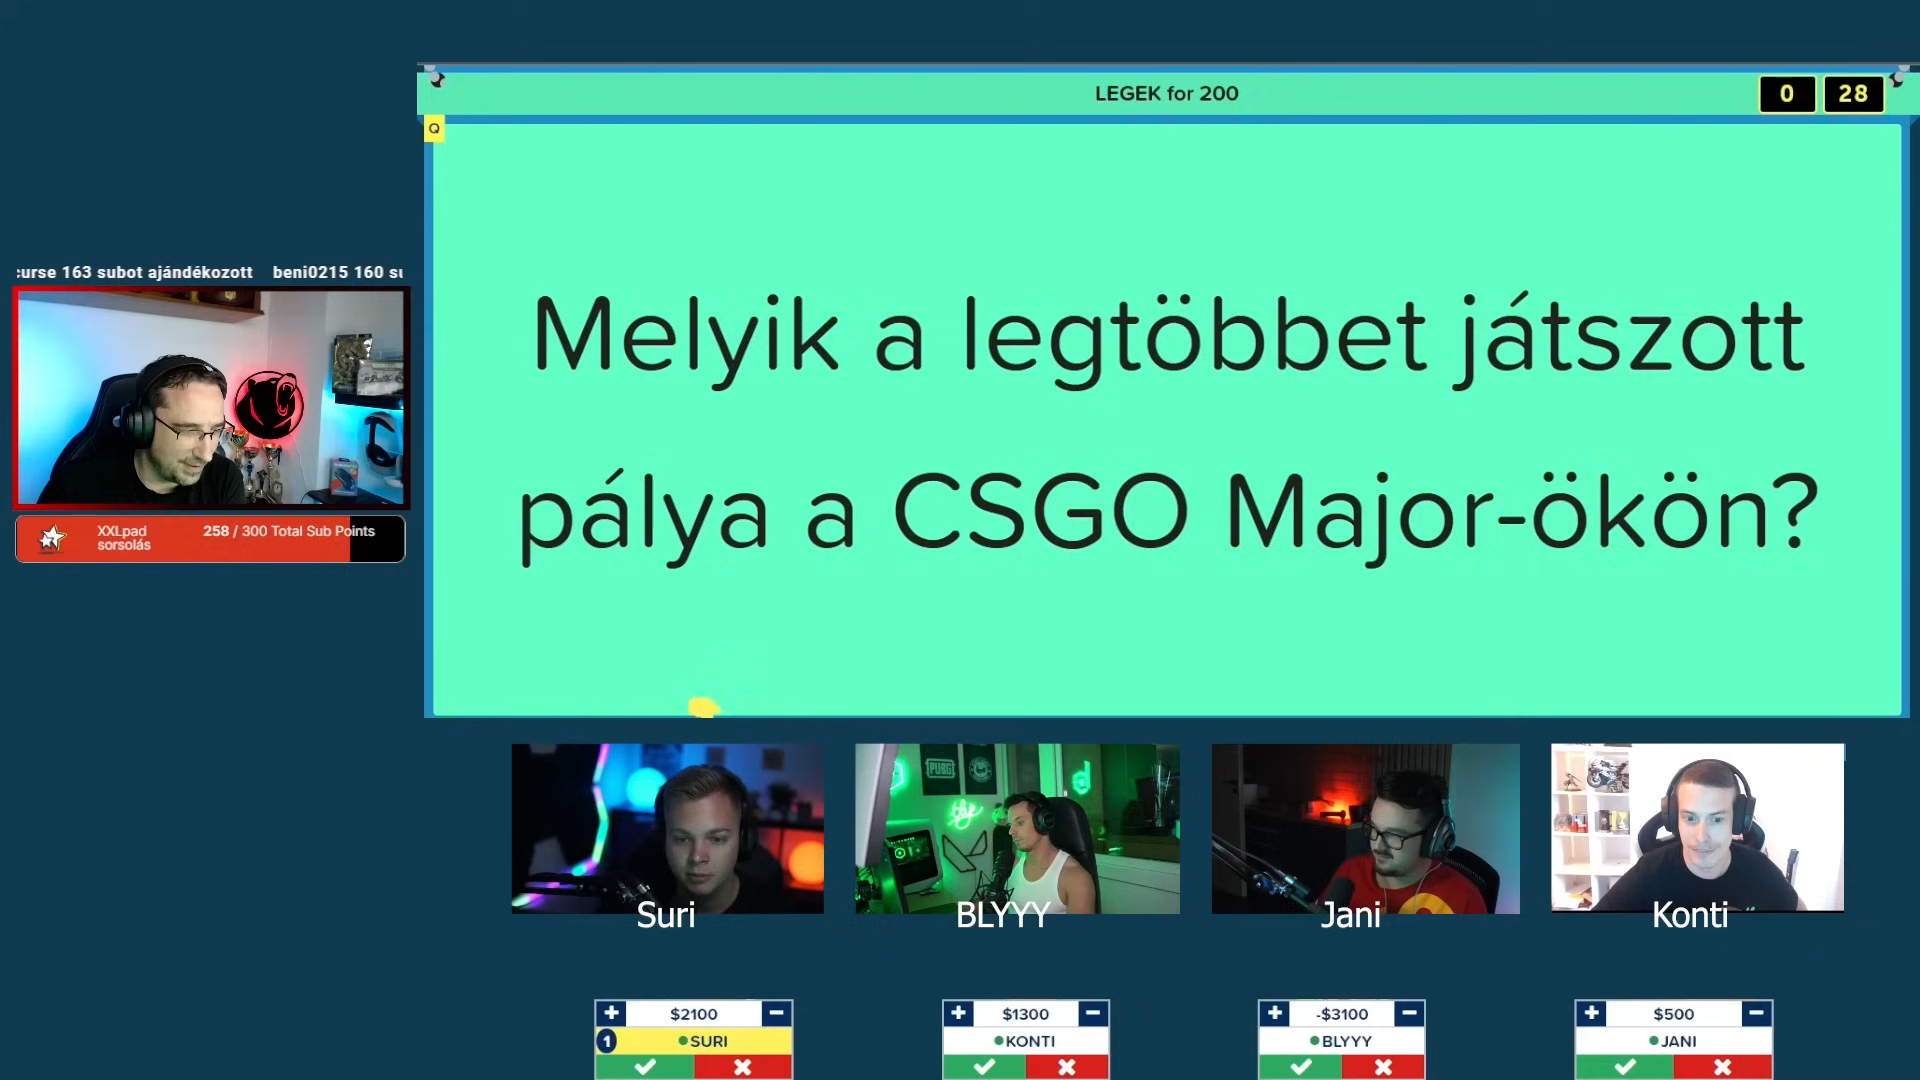 LEGEK for 200
0 28
Q
Melyik a legtöbbet játszott
pálya a CSGO Major-ökön?
curse 163 subot ajándékozott beni0215 160 su
XXLpad
sorsolás
258 / 300 Total Sub Points
PUBG
Suri
BLYYY
Jani
Konti
+ $2100 −
1 SURI
+ $1300 −
KONTI
+ -$3100 −
BLYYY
+ $500 −
JANI